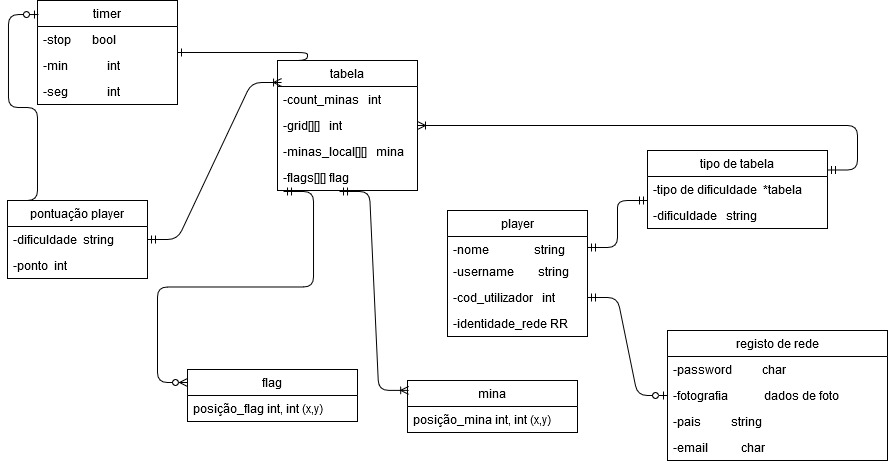 timer
-stop bool
-min int
-seg int
tabela
-count_minas int
-grid[][] int
-minas_local[][] mina
-flags[][] flag
tipo de tabela
-tipo de dificuldade *tabela
-dificuldade string
pontuação player
-dificuldade string
-ponto int
player
-nome string
-username string
-cod_utilizador int
-identidade_rede RR
registo de rede
-password char
-fotografia dados de foto
-pais string
-email char
flag
posição_flag int, int (x,y)
mina
posição_mina int, int (x,y)